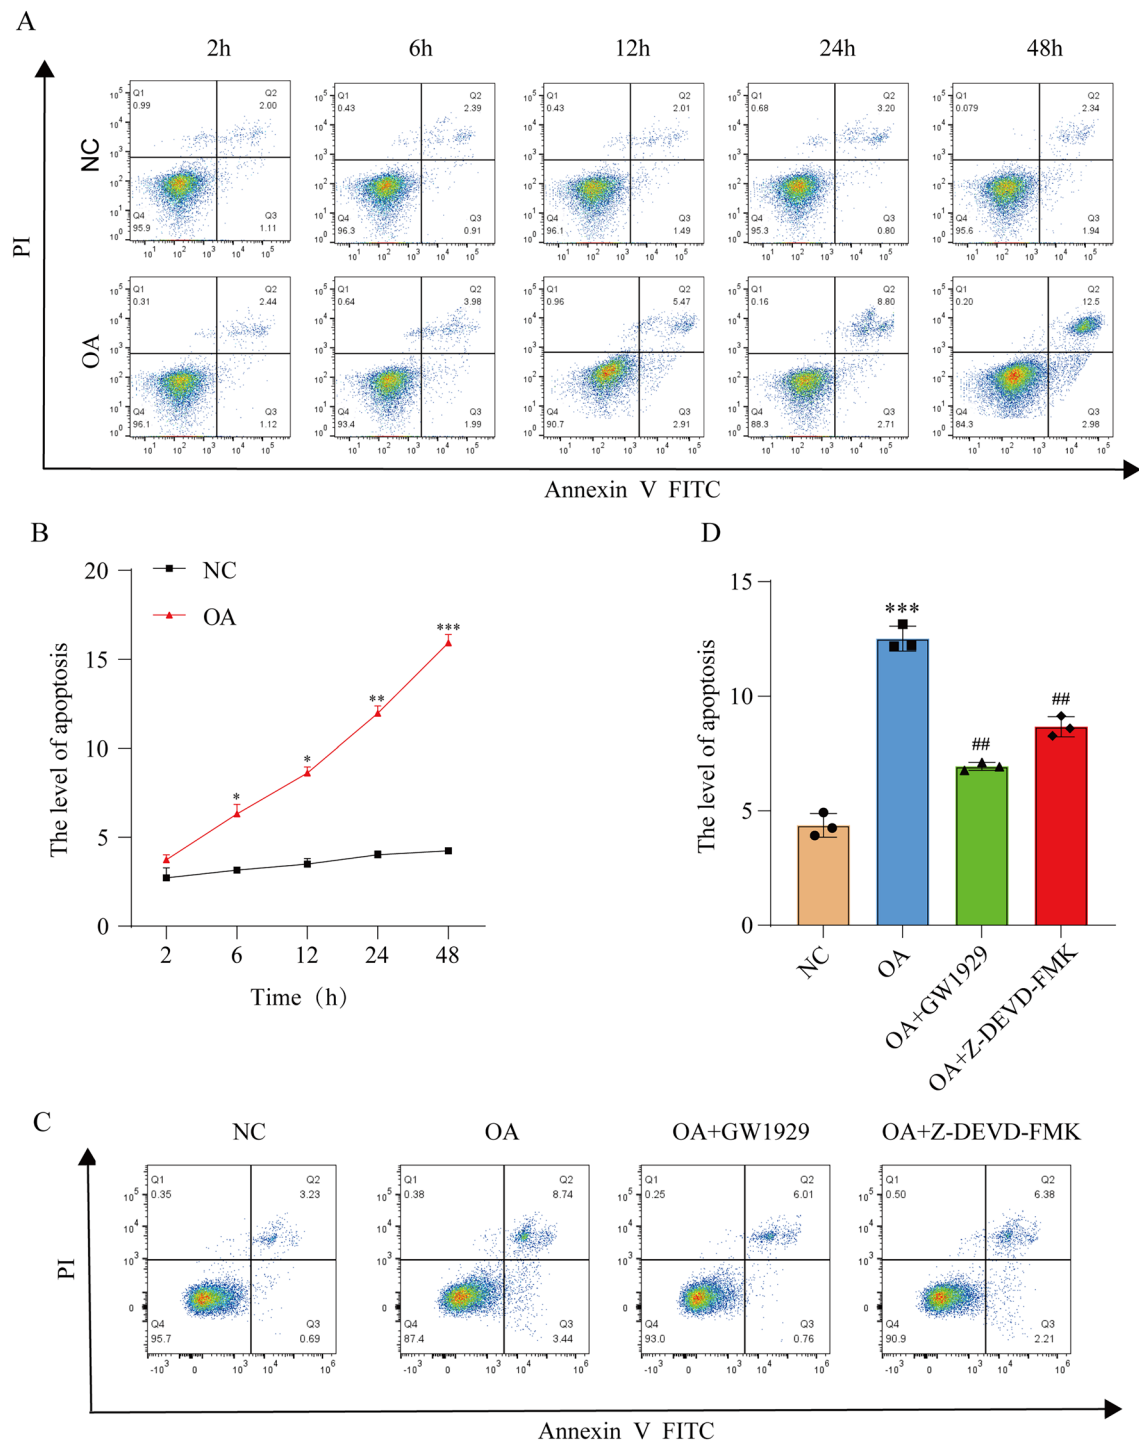 A
2h 6h 12h 24h 48h
PI
NC
Q1 0.99 Q2 2.00 Q4 95.9 Q3 1.11
Q1 0.43 Q2 2.39 Q4 96.3 Q3 0.91
Q1 0.43 Q2 2.01 Q4 96.1 Q3 1.49
Q1 0.68 Q2 3.20 Q4 95.3 Q3 0.80
Q1 0.079 Q2 2.34 Q4 95.6 Q3 1.94
OA
Q1 0.31 Q2 2.44 Q4 96.1 Q3 1.12
Q1 0.64 Q2 3.98 Q4 93.4 Q3 1.99
Q1 0.96 Q2 5.47 Q4 90.7 Q3 2.91
Q1 0.16 Q2 8.80 Q4 88.3 Q3 2.71
Q1 0.20 Q2 12.5 Q4 84.3 Q3 2.98
Annexin V FITC
B
NC
OA
The level of apoptosis
20
15
10
5
0
*
*
**
***
2 6 12 24 48
Time（h）
D
The level of apoptosis
15
10
5
0
***
##
##
NC
OA
OA+GW1929
OA+Z-DEVD-FMK
C
NC OA OA+GW1929 OA+Z-DEVD-FMK
PI
Q1 0.35 Q2 3.23 Q4 95.7 Q3 0.69
Q1 0.38 Q2 8.74 Q4 87.4 Q3 3.44
Q1 0.25 Q2 6.01 Q4 93.0 Q3 0.76
Q1 0.50 Q2 6.38 Q4 90.9 Q3 2.21
Annexin V FITC